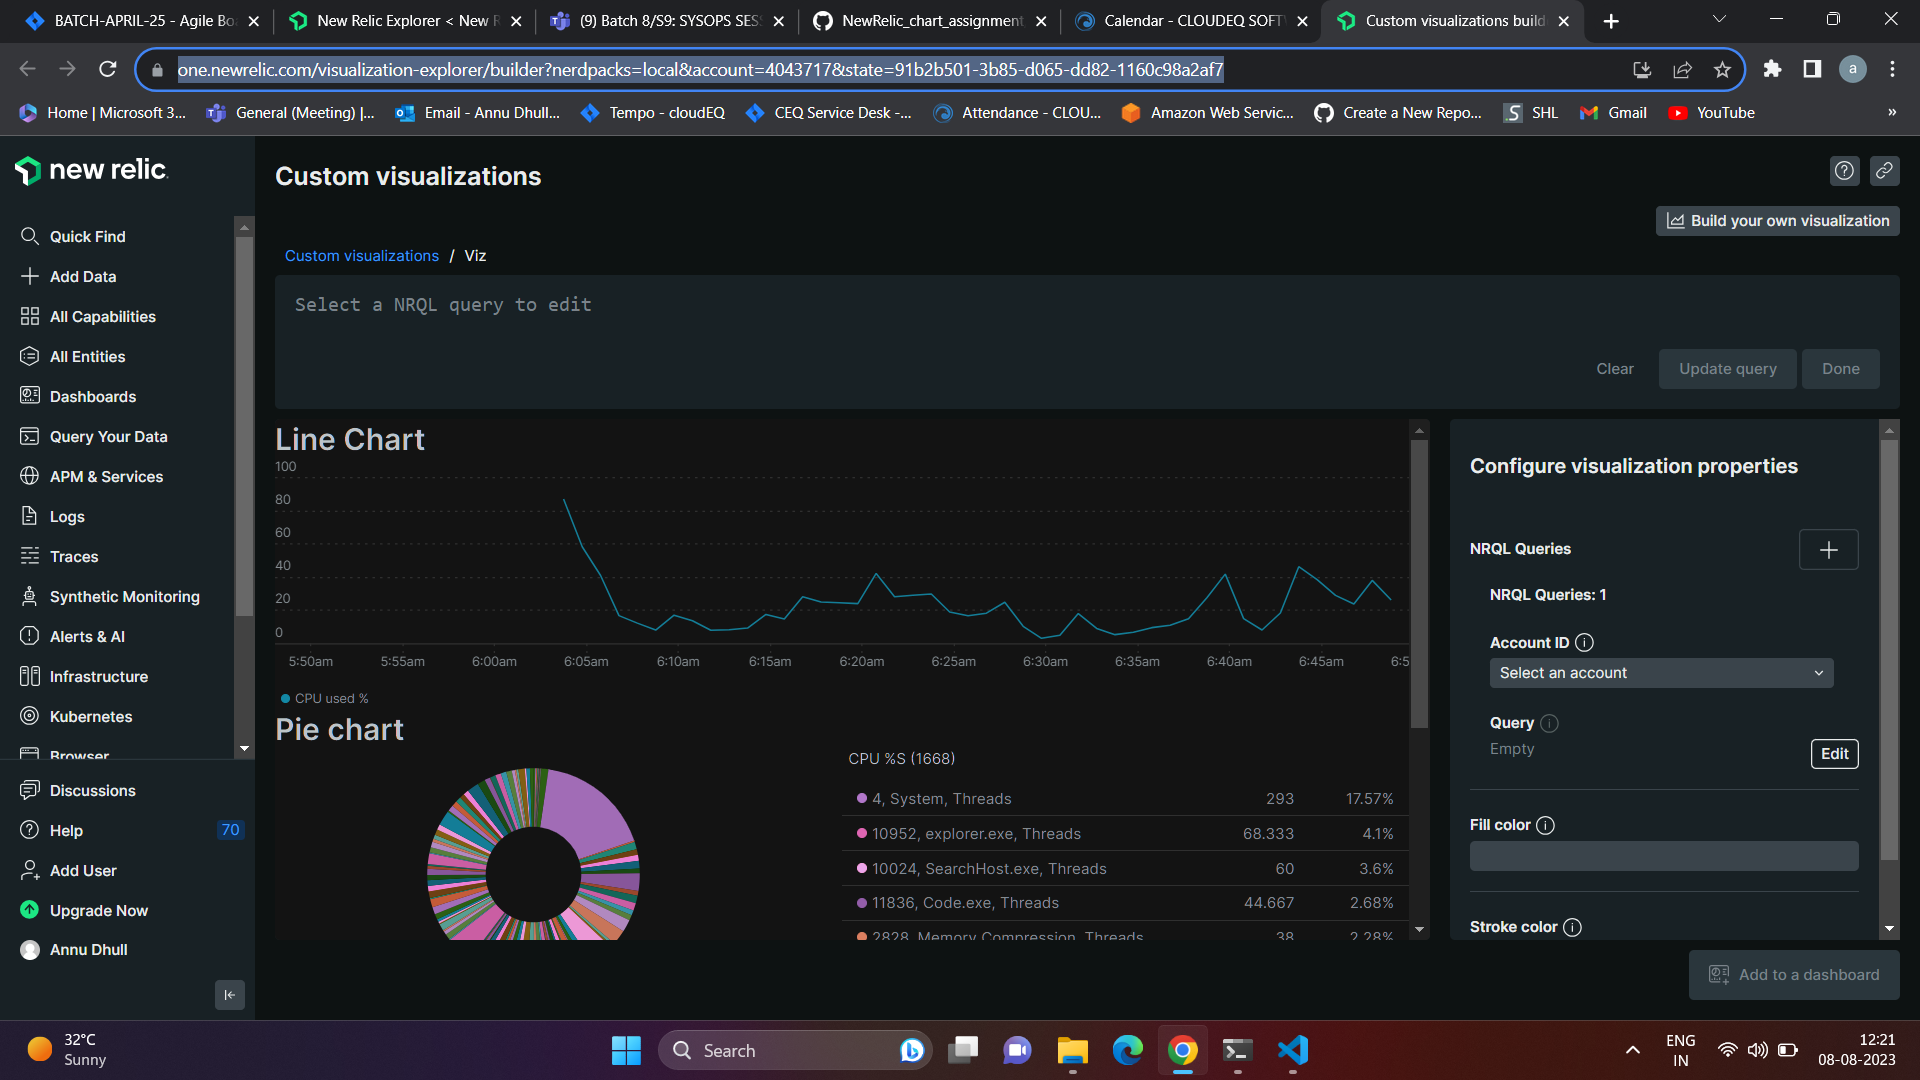 BATCH-APRIL-25 - Agile Bo
New Relic Explorer < New R
(9) Batch 8/S9: SYSOPS SES
NewRelic_chart_assignment
Calendar - CLOUDEQ SOFT
Custom visualizations build
one.newrelic.com/visualization-explorer/builder?nerdpacks=local&account=4043717&state=91b2b501-3b85-d065-dd82-1160c98a2af7
a
Home | Microsoft 3...
General (Meeting) |...
Email - Annu Dhull...
Tempo - cloudEQ
CEQ Service Desk -...
Attendance - CLOU...
Amazon Web Servic...
Create a New Repo...
SHL
Gmail
YouTube
»
new relic.
Quick Find
Add Data
All Capabilities
All Entities
Dashboards
Query Your Data
APM & Services
Logs
Traces
Synthetic Monitoring
Alerts & AI
Infrastructure
Kubernetes
Browser
Discussions
Help
70
Add User
Upgrade Now
Annu Dhull
Custom visualizations
Build your own visualization
Custom visualizations / Viz
Select a NRQL query to edit
Clear
Update query
Done
Line Chart
100
80
60
40
20
0
5:50am 5:55am 6:00am 6:05am 6:10am 6:15am 6:20am 6:25am 6:30am 6:35am 6:40am 6:45am 6:5
CPU used %
Pie chart
CPU %S (1668)
4, System, Threads 293 17.57%
10952, explorer.exe, Threads 68.333 4.1%
10024, SearchHost.exe, Threads 60 3.6%
11836, Code.exe, Threads 44.667 2.68%
2828, Memory Compression, Threads 38 2.28%
Configure visualization properties
NRQL Queries
NRQL Queries: 1
Account ID
Select an account
Query
Empty
Edit
Fill color
Stroke color
Add to a dashboard
32°C
Sunny
Search
ENG
IN
12:21
08-08-2023